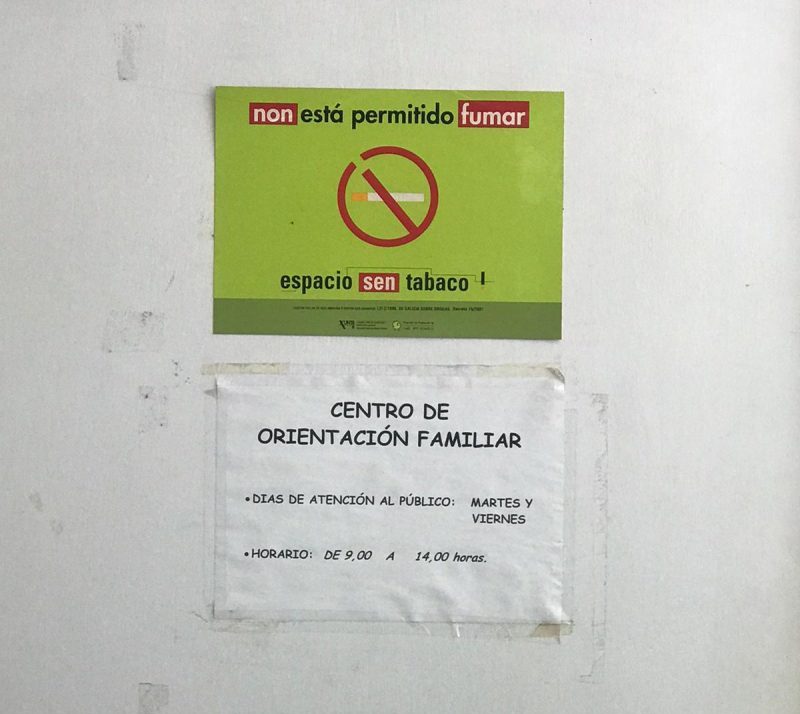 non está permitido fumar
espacio sen tabaco
CENTRO DE
ORIENTACIÓN FAMILIAR
• DIAS DE ATENCIÓN AL PÚBLICO: MARTES Y
VIERNES
• HORARIO: DE 9,00 A 14,00 horas.